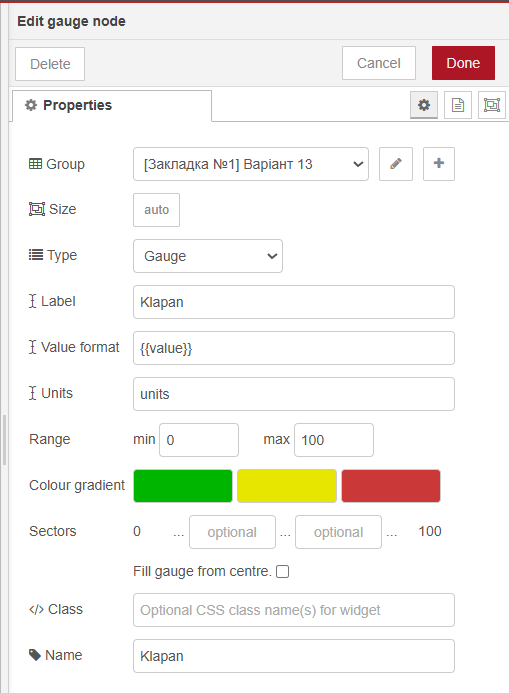 Edit gauge node
Delete
Cancel
Done
Properties
Group
[Закладка №1] Варіант 13
Size
auto
Type
Gauge
Label
Klapan
Value format
{{value}}
Units
units
Range
min 0 max 100
Colour gradient
Sectors
0 ... optional ... optional ... 100
Fill gauge from centre.
Class
Optional CSS class name(s) for widget
Name
Klapan